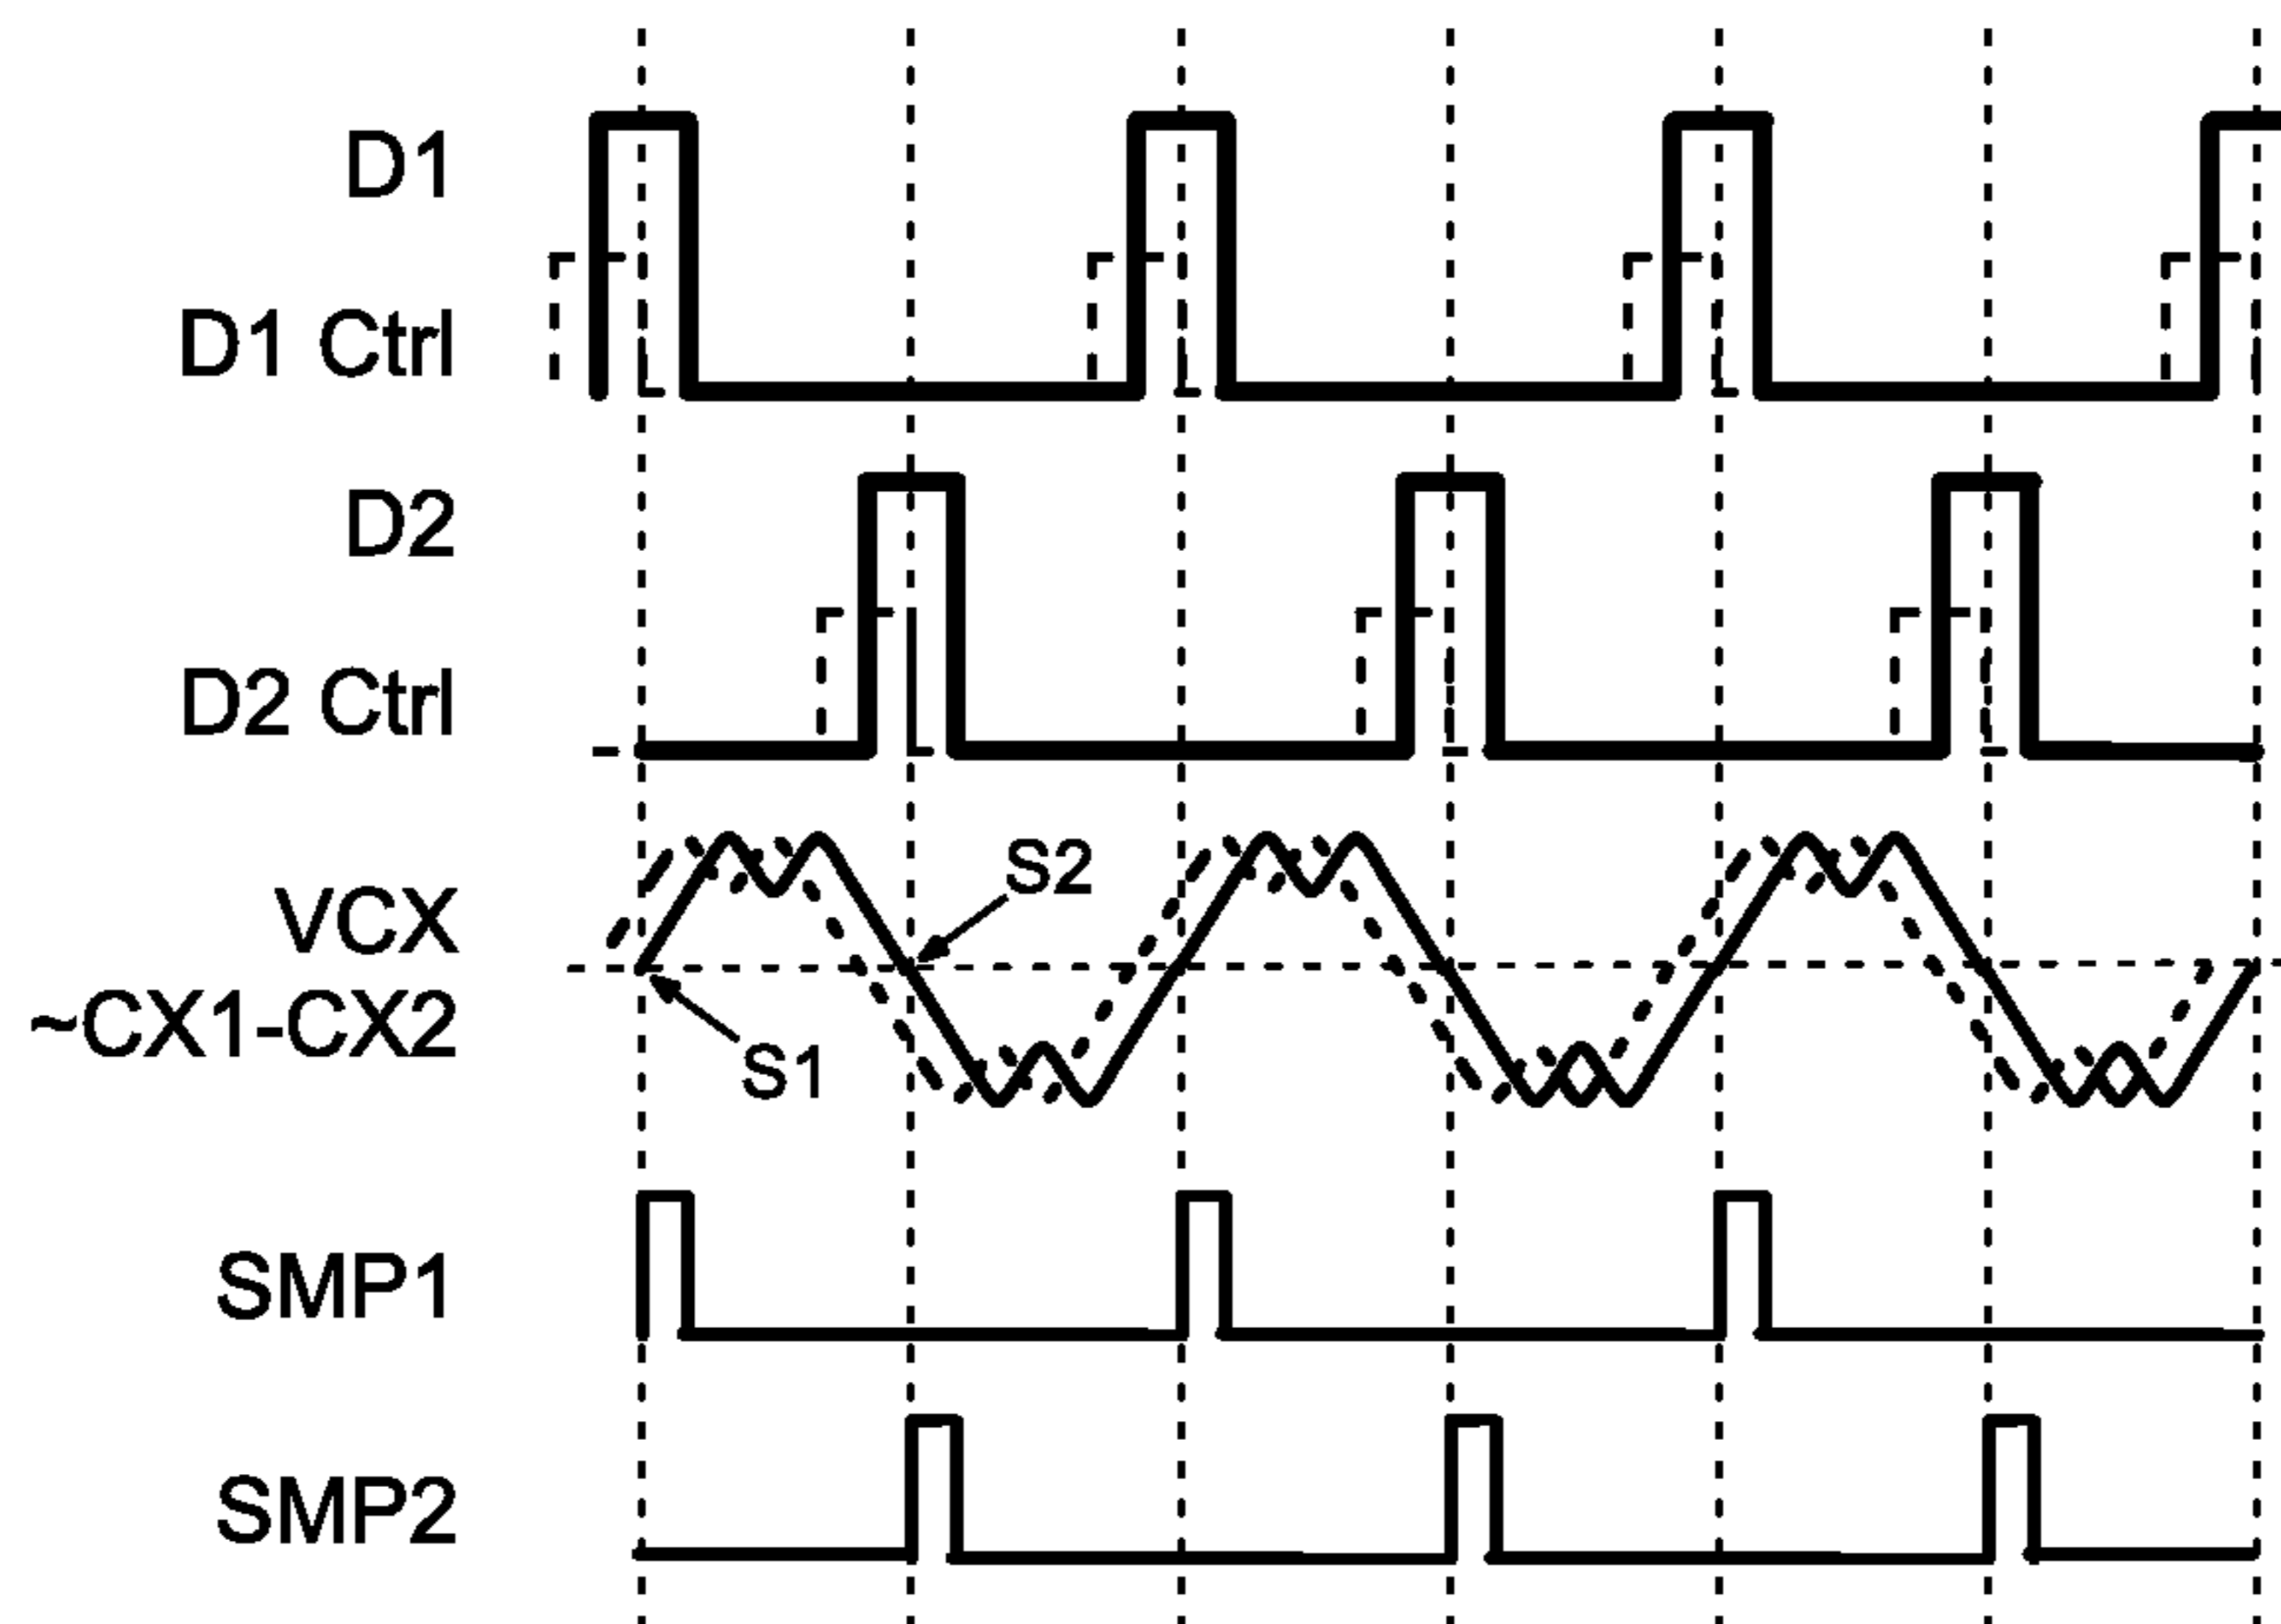 D1
D1 Ctrl
D2
D2 Ctrl
S2
VCX
~CX1-CX2
S1
SMP1
SMP2